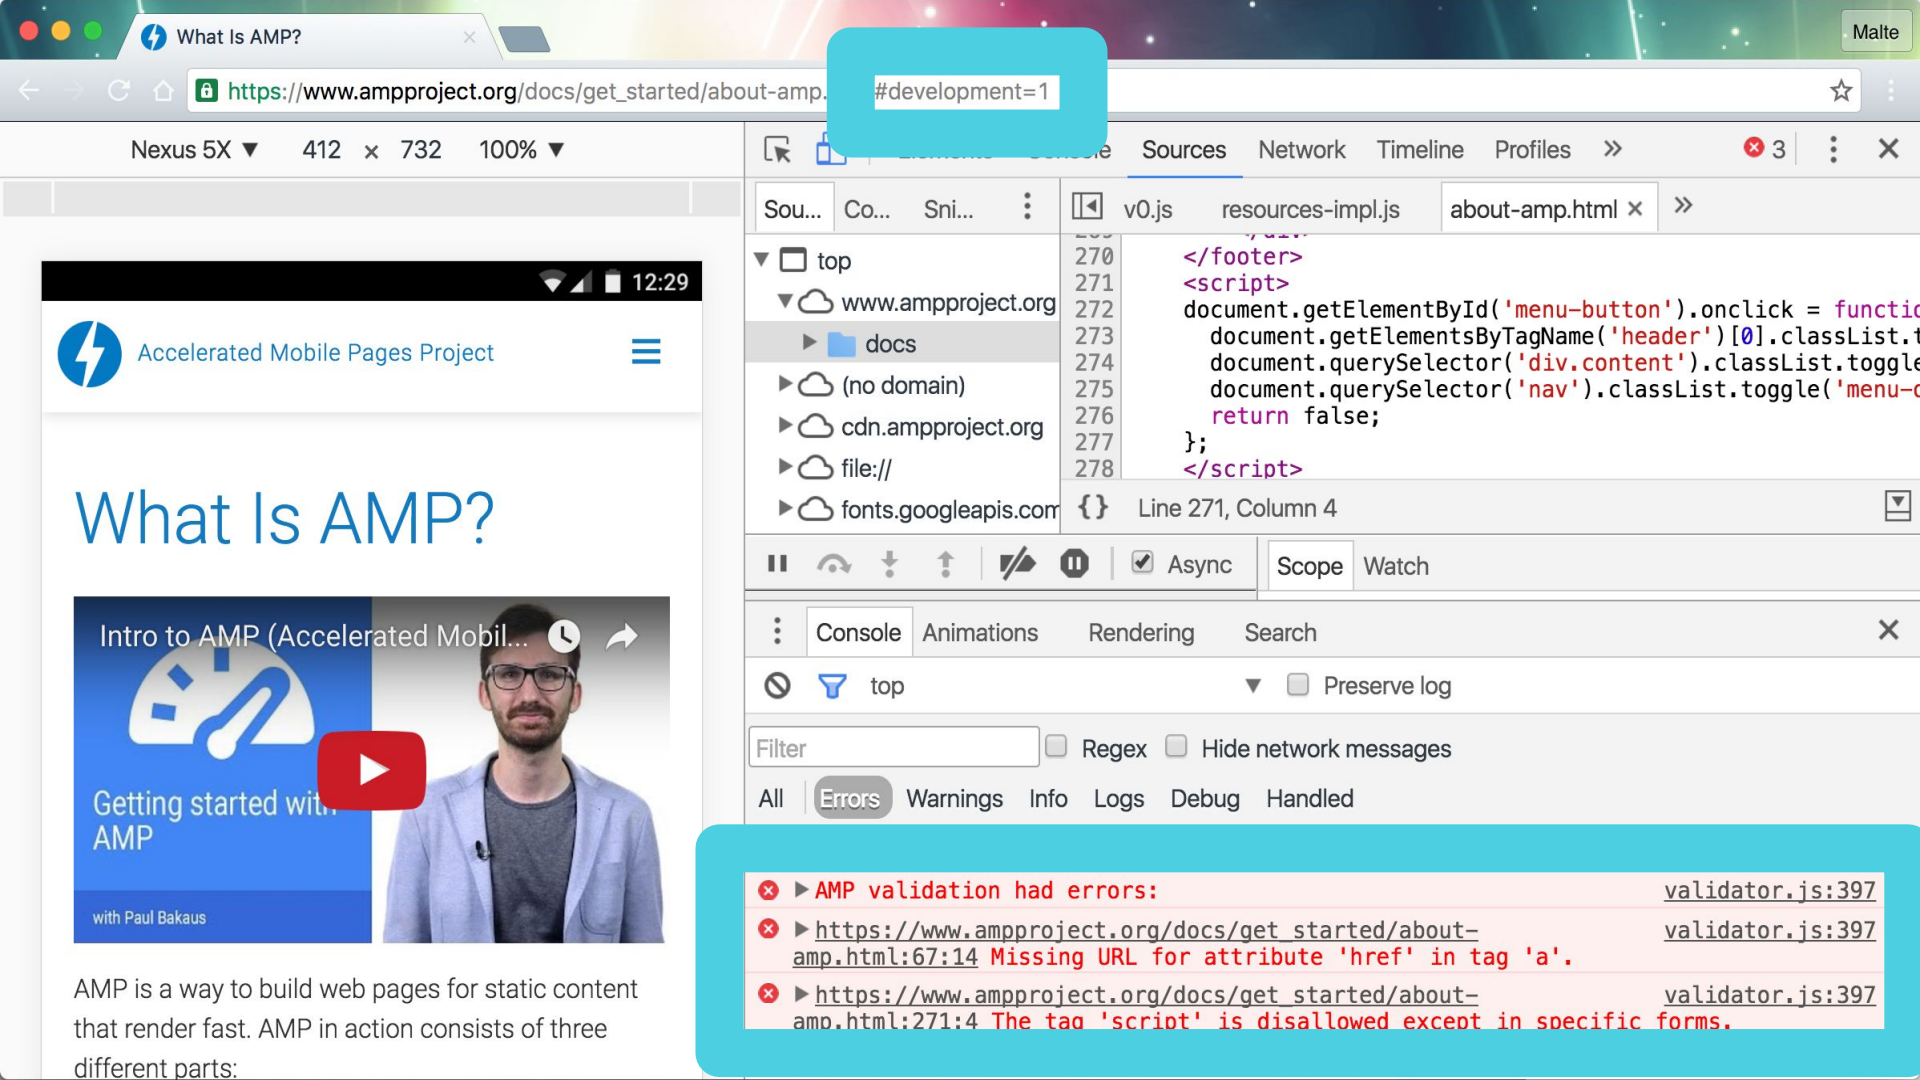 What Is AMP?
Malte
https://www.ampproject.org/docs/get_started/about-amp.
#development=1
Nexus 5X ▼ 412 × 732 100% ▼
Sources Network Timeline Profiles » 3
Sou... Co... Sni...
v0.js resources-impl.js about-amp.html × »
top
www.ampproject.org
docs
(no domain)
cdn.ampproject.org
file://
fonts.googleapis.com
270 </footer>
271 <script>
272 document.getElementById('menu-button').onclick = functio
273 document.getElementsByTagName('header')[0].classList.t
274 document.querySelector('div.content').classList.toggle
275 document.querySelector('nav').classList.toggle('menu-o
276 return false;
277 };
278 </script>
{} Line 271, Column 4
Async
Scope Watch
Console Animations Rendering Search
top
Preserve log
Filter
Regex Hide network messages
All Errors Warnings Info Logs Debug Handled
AMP validation had errors: validator.js:397
https://www.ampproject.org/docs/get_started/about- validator.js:397
amp.html:67:14 Missing URL for attribute 'href' in tag 'a'.
https://www.ampproject.org/docs/get_started/about- validator.js:397
amp.html:271:4 The tag 'script' is disallowed except in specific forms.
12:29
Accelerated Mobile Pages Project
What Is AMP?
Intro to AMP (Accelerated Mobil...
Getting started with
AMP
with Paul Bakaus
AMP is a way to build web pages for static content
that render fast. AMP in action consists of three
different parts: